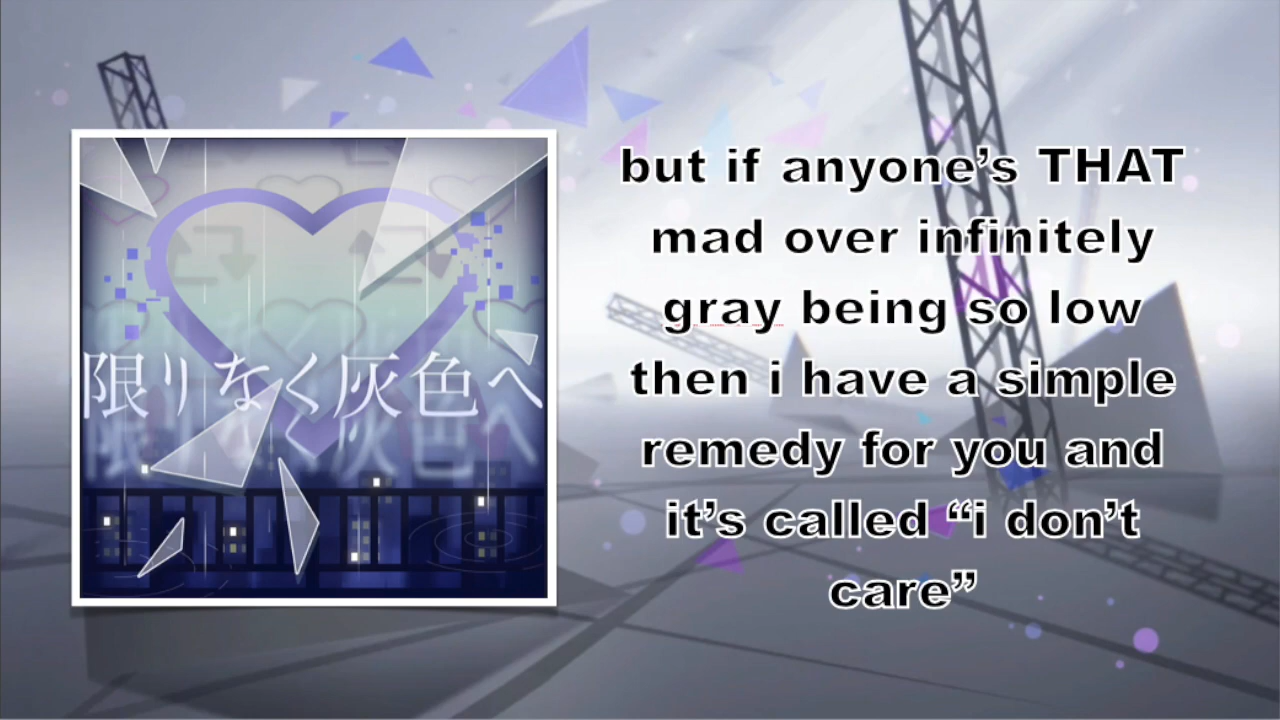 限りなく灰色へ
but if anyone’s THAT
mad over infinitely
gray being so low
then i have a simple
remedy for you and
it’s called “i don’t
care”